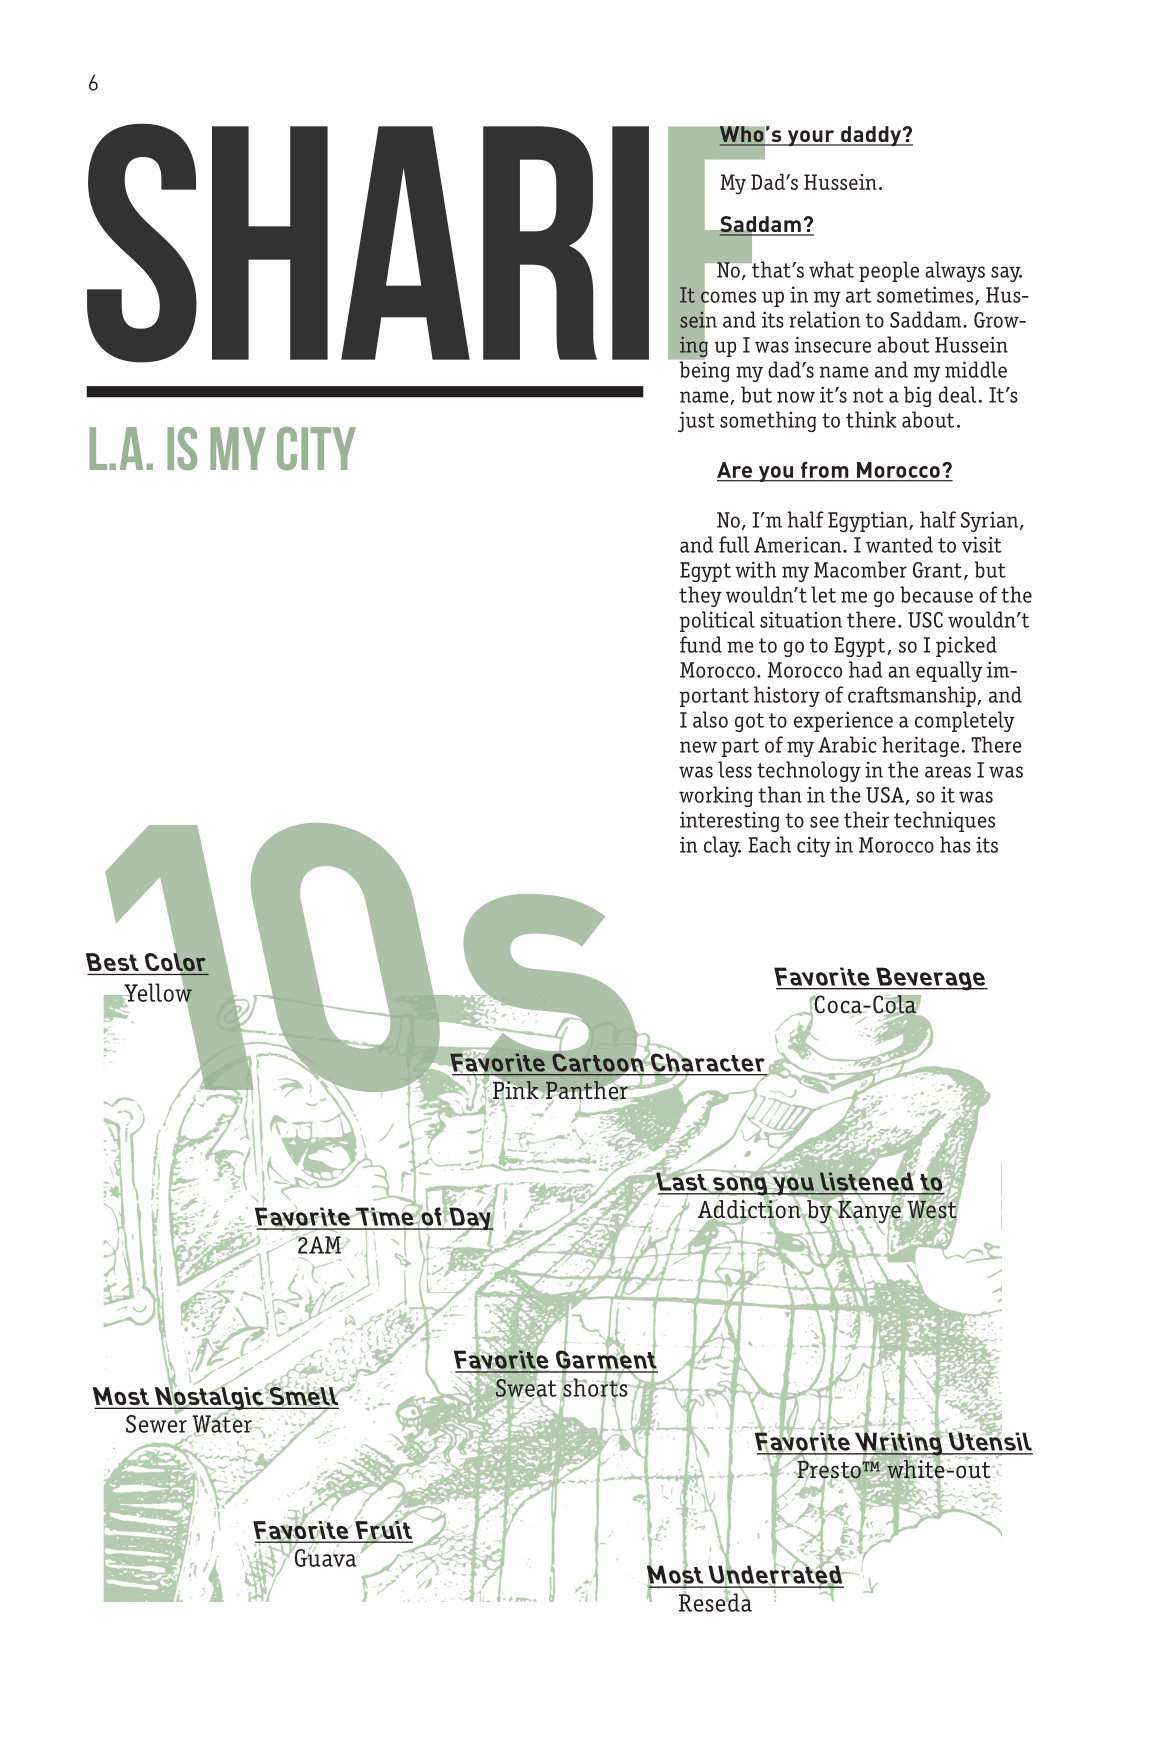 6
SHARIF
L.A. IS MY CITY
Who's your daddy?
My Dad's Hussein.
Saddam?
No, that's what people always say.
It comes up in my art sometimes, Hus-
sein and its relation to Saddam. Grow-
ing up I was insecure about Hussein
being my dad's name and my middle
name, but now it's not a big deal. It's
just something to think about.
Are you from Morocco?
No, I'm half Egyptian, half Syrian,
and full American. I wanted to visit
Egypt with my Macomber Grant, but
they wouldn't let me go because of the
political situation there. USC wouldn't
fund me to go to Egypt, so I picked
Morocco. Morocco had an equally im-
portant history of craftsmanship, and
I also got to experience a completely
new part of my Arabic heritage. There
was less technology in the areas I was
working than in the USA, so it was
interesting to see their techniques
in clay. Each city in Morocco has its
10s
Best Color
Yellow
Favorite Beverage
Coca-Cola
Favorite Cartoon Character
Pink Panther
Last song you listened to
Addiction by Kanye West
Favorite Time of Day
2AM
Favorite Garment
Sweat shorts
Most Nostalgic Smell
Sewer Water
Favorite Writing Utensil
Presto™ white-out
Favorite Fruit
Guava
Most Underrated
Reseda